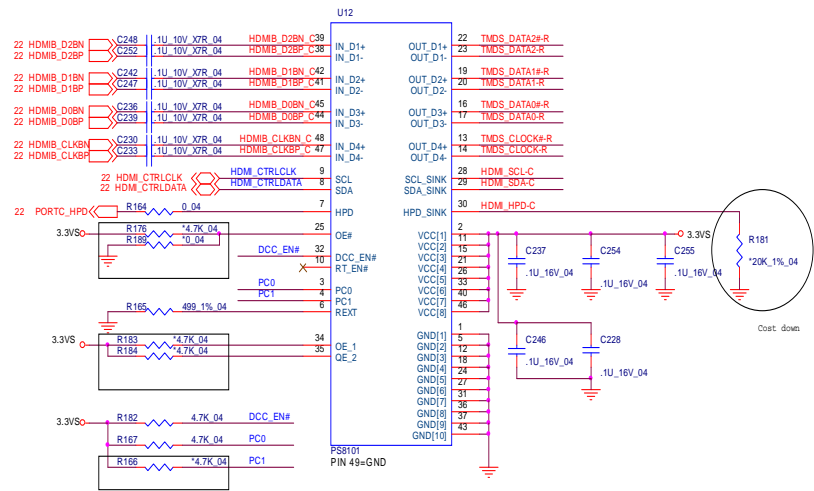 U12
22 HDMIB_D2BN C248 .1U_10V_X7R_04 HDMIB_D2BN_C 39 IN_D1+ OUT_D1+ 22 TMDS_DATA2#-R
22 HDMIB_D2BP C252 .1U_10V_X7R_04 HDMIB_D2BP_C 38 IN_D1- OUT_D1- 23 TMDS_DATA2-R
22 HDMIB_D1BN C242 .1U_10V_X7R_04 HDMIB_D1BN_C 42 IN_D2+ OUT_D2+ 19 TMDS_DATA1#-R
22 HDMIB_D1BP C247 .1U_10V_X7R_04 HDMIB_D1BP_C 41 IN_D2- OUT_D2- 20 TMDS_DATA1-R
22 HDMIB_D0BN C236 .1U_10V_X7R_04 HDMIB_D0BN_C 45 IN_D3+ OUT_D3+ 16 TMDS_DATA0#-R
22 HDMIB_D0BP C239 .1U_10V_X7R_04 HDMIB_D0BP_C 44 IN_D3- OUT_D3- 17 TMDS_DATA0-R
22 HDMIB_CLKBN C230 .1U_10V_X7R_04 HDMIB_CLKBN_C 48 IN_D4+ OUT_D4+ 13 TMDS_CLOCK#-R
22 HDMIB_CLKBP C233 .1U_10V_X7R_04 HDMIB_CLKBP_C 47 IN_D4- OUT_D4- 14 TMDS_CLOCK-R
22 HDMI_CTRLCLK HDMI_CTRLCLK 9 SCL SCL_SINK 28 HDMI_SCL-C
22 HDMI_CTRLDATA HDMI_CTRLDATA 8 SDA SDA_SINK 29 HDMI_SDA-C
22 PORTC_HPD R164 0_04 7 HPD HPD_SINK 30 HDMI_HPD-C
3.3VS R176 *4.7K_04 25 OE# VCC[1] 2 3.3VS
R189 *0_04 VCC[2] 11
R181
*20K_1%_04
Cost down
DCC_EN# 32 DCC_EN# VCC[3] 15
10 RT_EN# VCC[4] 21
VCC[5] 26
PC0 3 PC0 VCC[6] 33
PC1 4 PC1 VCC[7] 40
R165 499_1%_04 6 REXT VCC[8] 46
C237 C254 C255
.1U_16V_04 .1U_16V_04 .1U_16V_04
GND[1] 1
3.3VS R183 *4.7K_04 34 OE_1 GND[2] 5
R184 *4.7K_04 35 QE_2 GND[3] 12
GND[4] 18
GND[5] 24
GND[6] 27
GND[7] 31
GND[8] 36
GND[9] 37
GND[10] 43
C246 C228
.1U_16V_04 .1U_16V_04
3.3VS R182 4.7K_04 DCC_EN#
R167 4.7K_04 PC0
R166 *4.7K_04 PC1
PS8101
PIN 49=GND